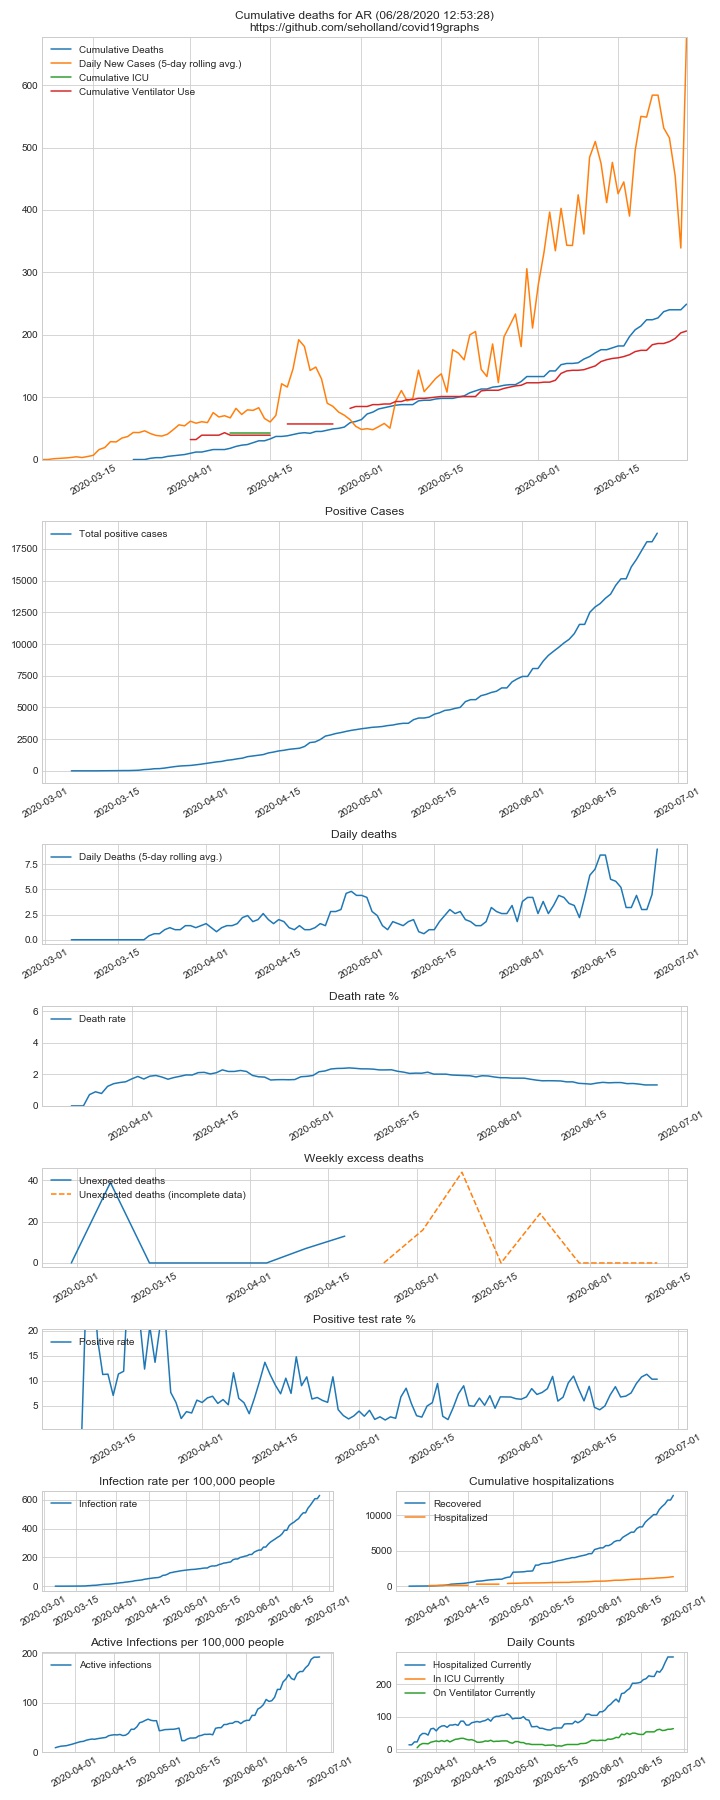 Cumulative deaths for AR (06/28/2020 12:53:28)
https://github.com/seholland/covid19graphs
Cumulative Deaths
Daily New Cases (5-day rolling avg.)
Cumulative ICU
Cumulative Ventilator Use
600
500
400
300
200
100
0
2020-03-15 2020-04-01 2020-04-15 2020-05-01 2020-05-15 2020-06-01 2020-06-15
Positive Cases
Total positive cases
17500
15000
12500
10000
7500
5000
2500
0
2020-03-01 2020-03-15 2020-04-01 2020-04-15 2020-05-01 2020-05-15 2020-06-01 2020-06-15 2020-07-01
Daily deaths
Daily Deaths (5-day rolling avg.)
7.5
5.0
2.5
0.0
2020-03-01 2020-03-15 2020-04-01 2020-04-15 2020-05-01 2020-05-15 2020-06-01 2020-06-15 2020-07-01
Death rate %
Death rate
6
4
2
0
2020-04-01 2020-04-15 2020-05-01 2020-05-15 2020-06-01 2020-06-15 2020-07-01
Weekly excess deaths
Unexpected deaths
Unexpected deaths (incomplete data)
40
20
0
2020-03-01 2020-03-15 2020-04-01 2020-04-15 2020-05-01 2020-05-15 2020-06-01 2020-06-15
Positive test rate %
Positive rate
20
15
10
5
2020-03-15 2020-04-01 2020-04-15 2020-05-01 2020-05-15 2020-06-01 2020-06-15 2020-07-01
Infection rate per 100,000 people
Infection rate
600
400
200
0
2020-03-01 2020-03-15 2020-04-01 2020-04-15 2020-05-01 2020-05-15 2020-06-01 2020-06-15 2020-07-01
Cumulative hospitalizations
Recovered
Hospitalized
10000
5000
0
2020-04-01 2020-04-15 2020-05-01 2020-05-15 2020-06-01 2020-06-15 2020-07-01
Active Infections per 100,000 people
Active infections
200
100
0
2020-04-01 2020-04-15 2020-05-01 2020-05-15 2020-06-01 2020-06-15 2020-07-01
Daily Counts
Hospitalized Currently
In ICU Currently
On Ventilator Currently
200
100
0
2020-04-01 2020-04-15 2020-05-01 2020-05-15 2020-06-01 2020-06-15 2020-07-01